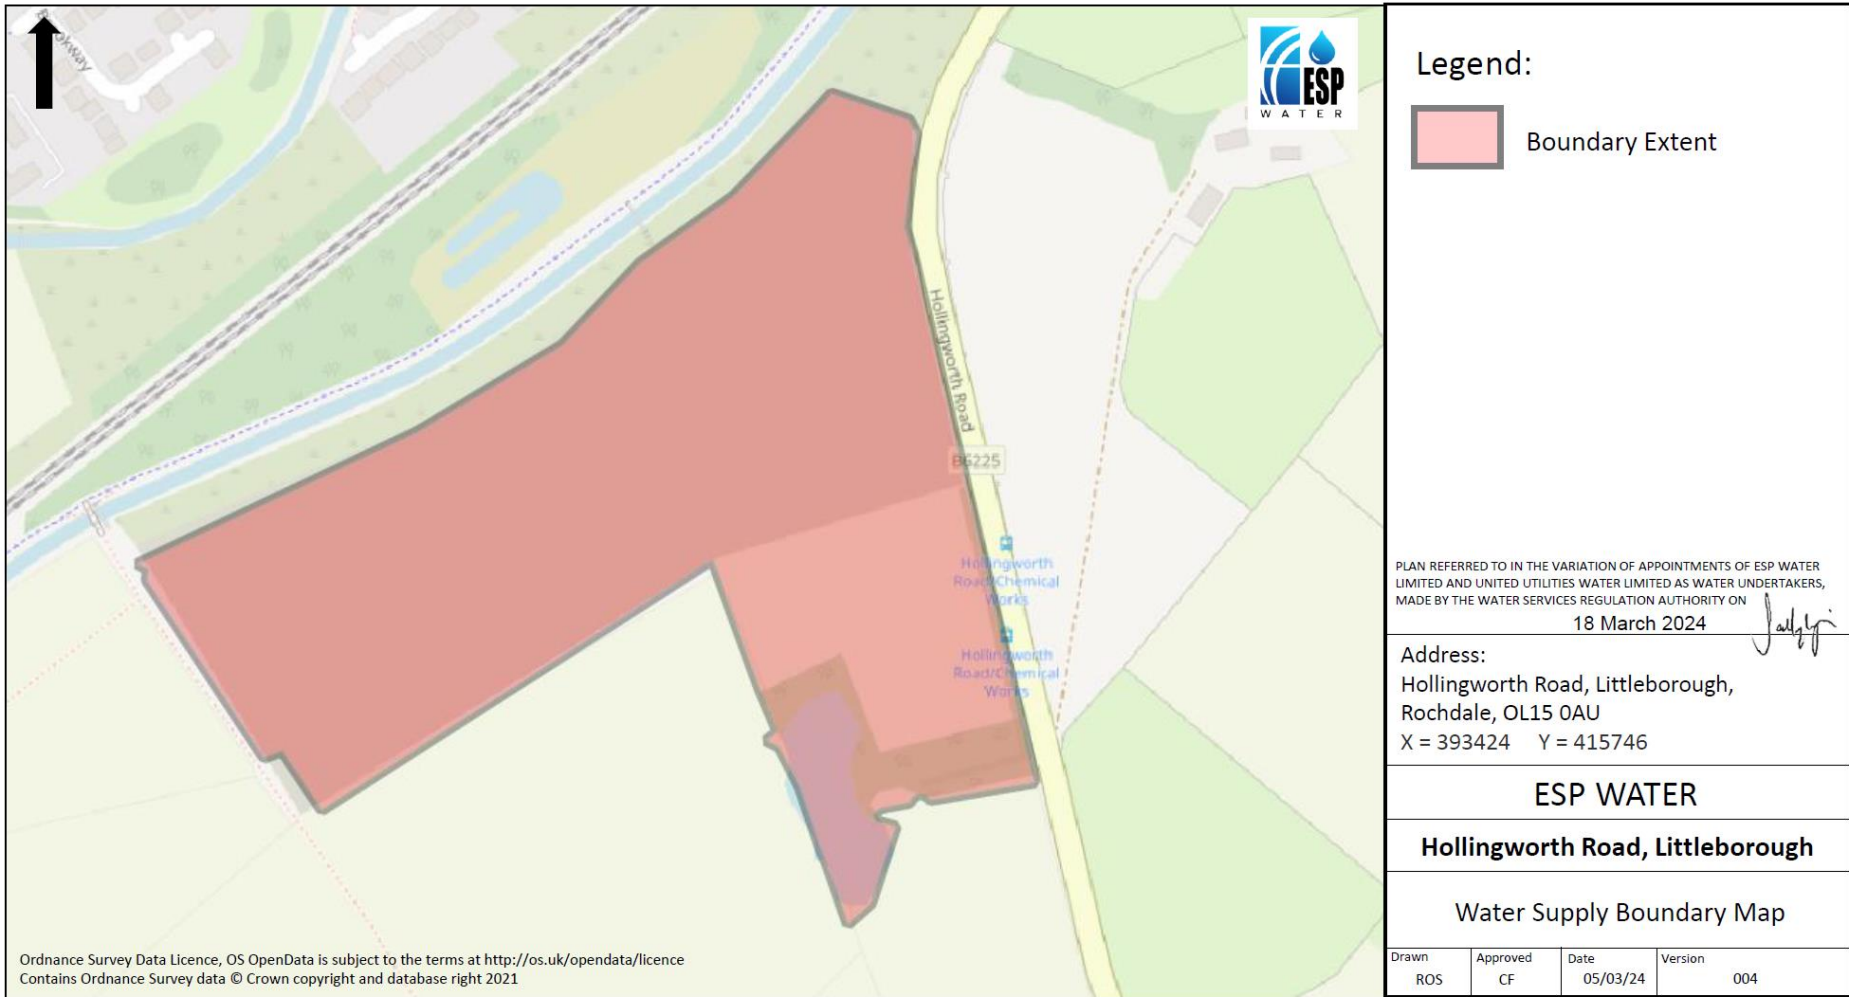 Hollingworth Road
B6225
Hollingworth
Road/Chemical
Works
Hollingworth
Road/Chemical
Works
ESP
WATER
Ordnance Survey Data Licence, OS OpenData is subject to the terms at http://os.uk/opendata/licence
Contains Ordnance Survey data © Crown copyright and database right 2021
Legend:
Boundary Extent
PLAN REFERRED TO IN THE VARIATION OF APPOINTMENTS OF ESP WATER
LIMITED AND UNITED UTILITIES WATER LIMITED AS WATER UNDERTAKERS,
MADE BY THE WATER SERVICES REGULATION AUTHORITY ON
18 March 2024
Address:
Hollingworth Road, Littleborough,
Rochdale, OL15 0AU
X = 393424 Y = 415746
ESP WATER
Hollingworth Road, Littleborough
Water Supply Boundary Map
Drawn Approved Date Version
ROS CF 05/03/24 004